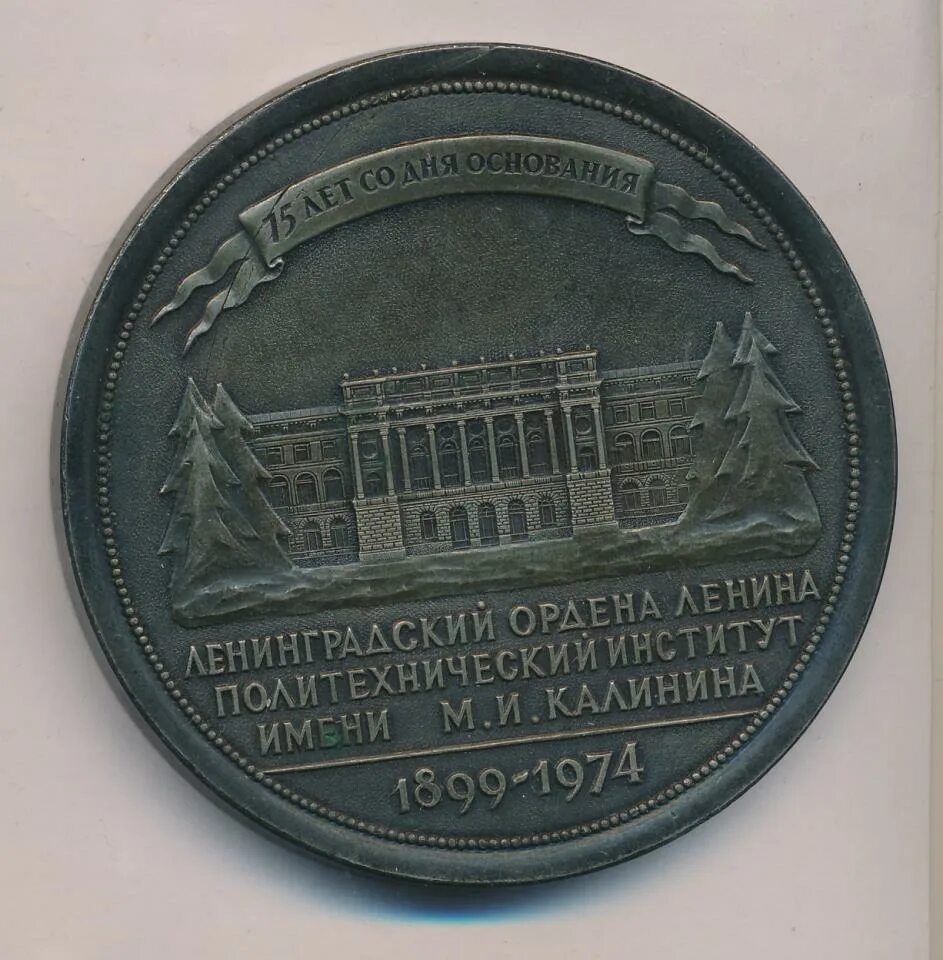 75 ЛЕТ СО ДНЯ ОСНОВАНИЯ
ЛЕНИНГРАДСКИЙ ОРДЕНА ЛЕНИНА
ПОЛИТЕХНИЧЕСКИЙ ИНСТИТУТ
ИМЕНИ М.И.КАЛИНИНА
1899-1974